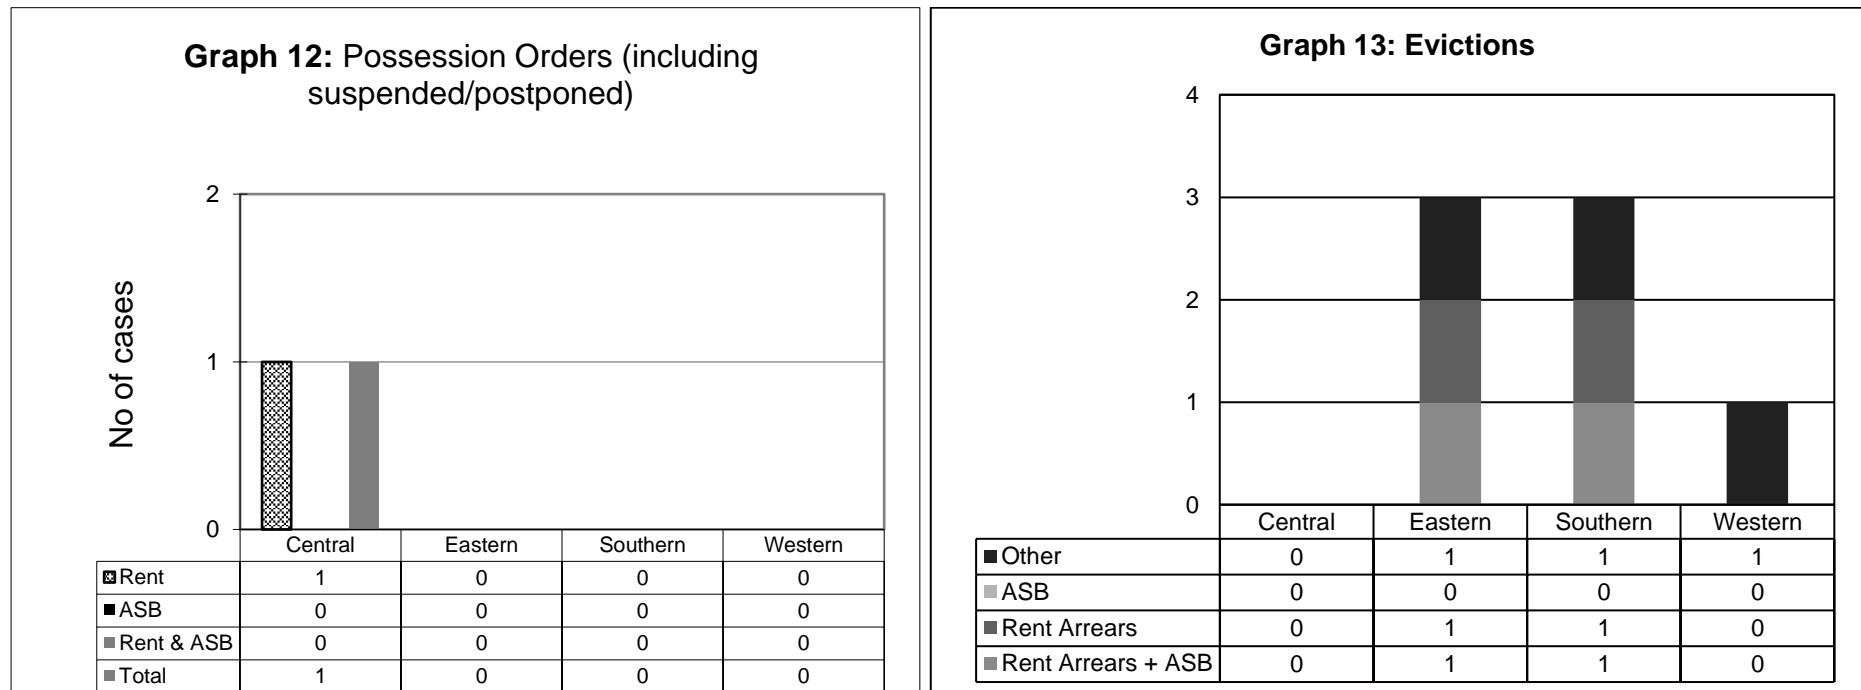 Graph 12: Possession Orders (including
suspended/postponed)
No of cases
2
1
0
Central Eastern Southern Western
Rent 1 0 0 0
ASB 0 0 0 0
Rent & ASB 0 0 0 0
Total 1 0 0 0
Graph 13: Evictions
4
3
2
1
0
Central Eastern Southern Western
Other 0 1 1 1
ASB 0 0 0 0
Rent Arrears 0 1 1 0
Rent Arrears + ASB 0 1 1 0